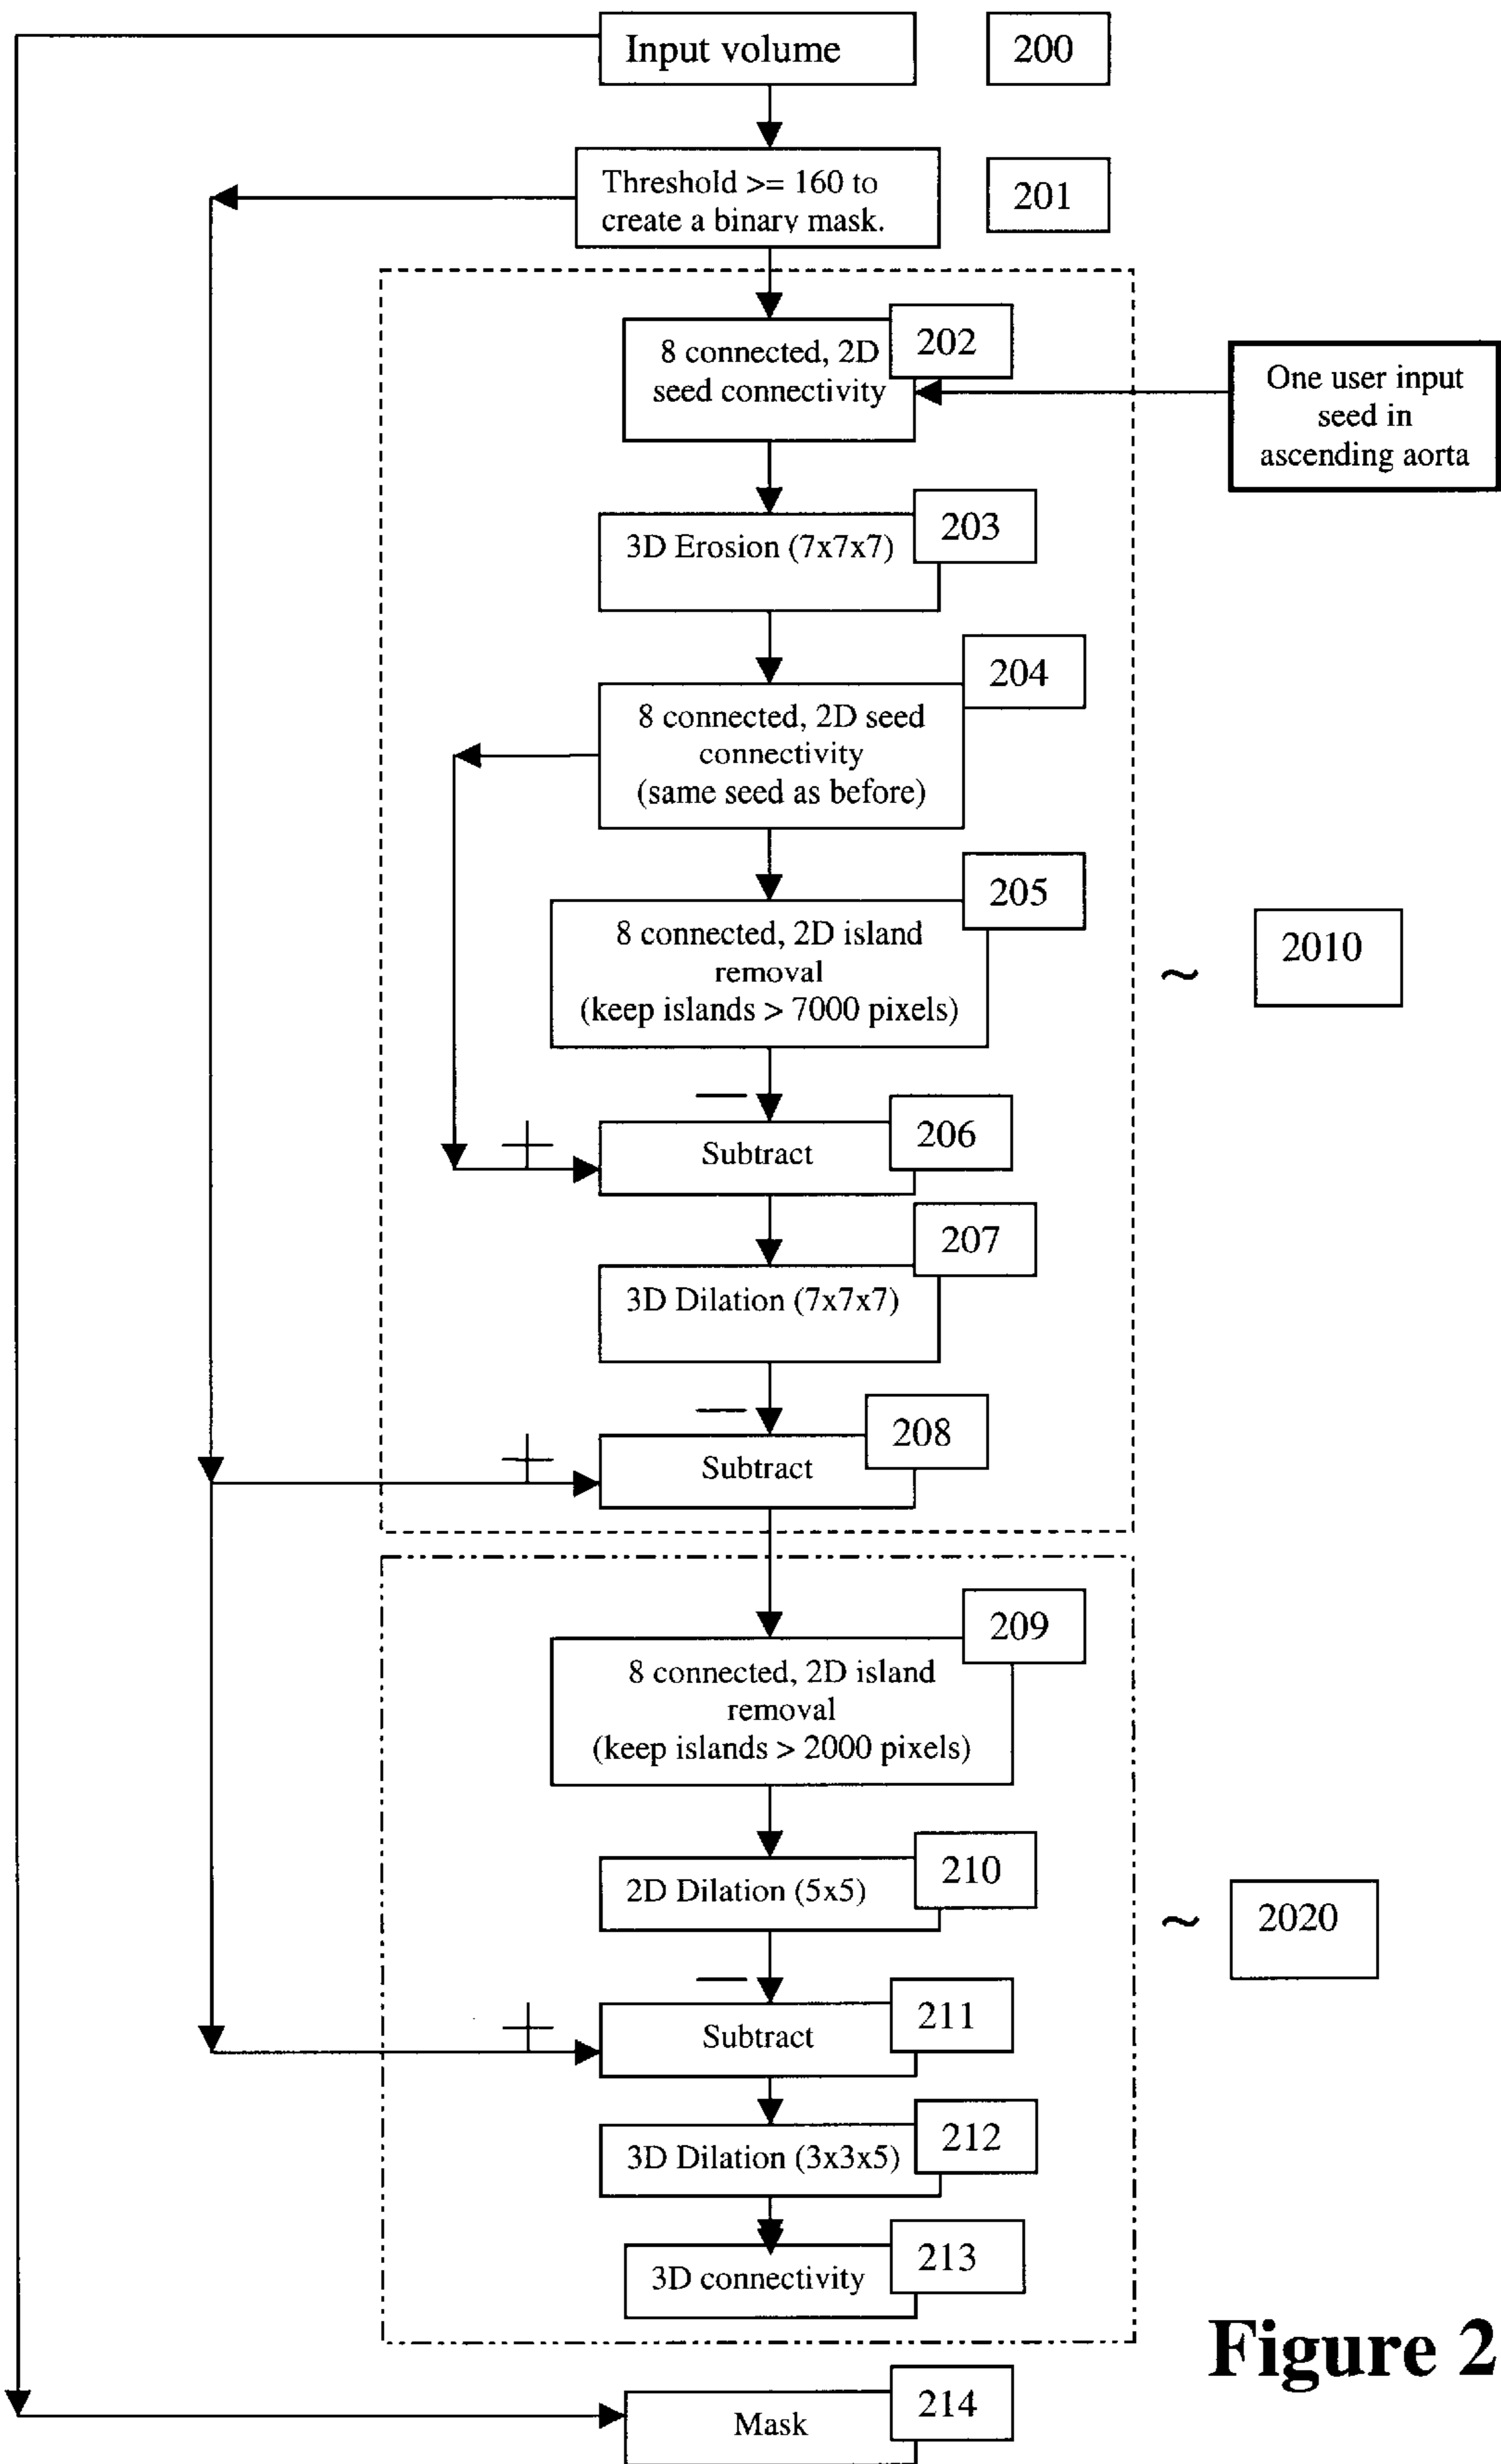 Input volume
200
Threshold >= 160 to
create a binary mask.
201
8 connected, 2D
seed connectivity
202
One user input
seed in
ascending aorta
3D Erosion (7x7x7)
203
8 connected, 2D seed
connectivity
(same seed as before)
204
8 connected, 2D island
removal
(keep islands > 7000 pixels)
205
~
2010
—
+
Subtract
206
3D Dilation (7x7x7)
207
—
+
Subtract
208
8 connected, 2D island
removal
(keep islands > 2000 pixels)
209
2D Dilation (5x5)
210
~
2020
—
+
Subtract
211
3D Dilation (3x3x5)
212
3D connectivity
213
Figure 2
Mask
214